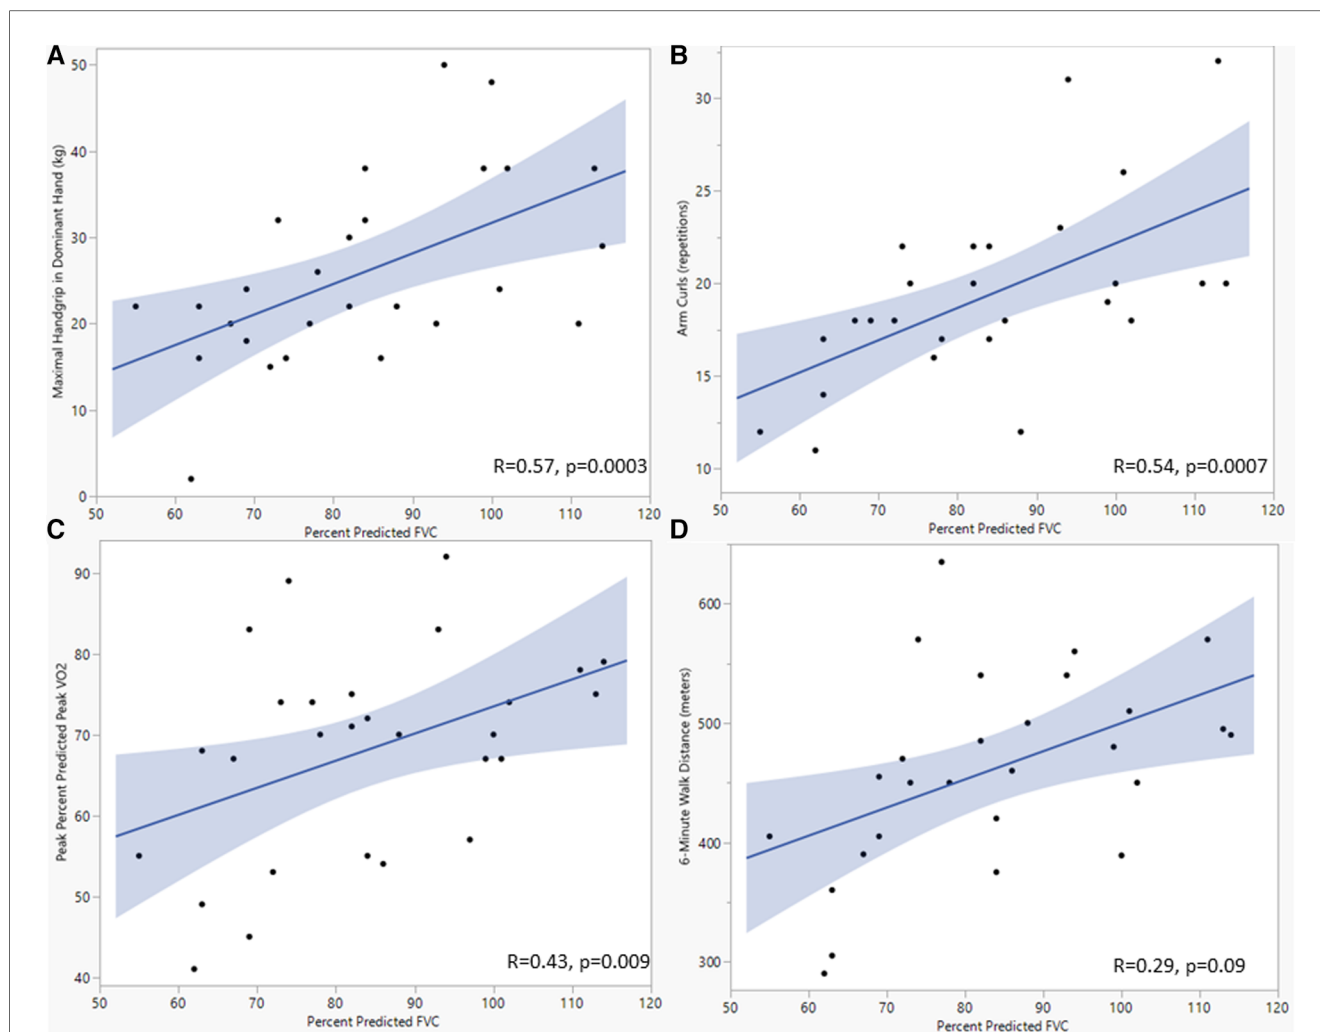 A
Maximal Handgrip in Dominant Hand (kg)
50
40
30
20
10
0
R=0.57, p=0.0003
50 60 70 80 90 100 110 120
Percent Predicted FVC
B
Arm Curls (repetitions)
30
25
20
15
10
R=0.54, p=0.0007
50 60 70 80 90 100 110 120
Percent Predicted FVC
C
Peak Percent Predicted Peak VO2
90
80
70
60
50
40
R=0.43, p=0.009
50 60 70 80 90 100 110 120
Percent Predicted FVC
D
6-Minute Walk Distance (meters)
600
500
400
300
R=0.29, p=0.09
50 60 70 80 90 100 110 120
Percent Predicted FVC